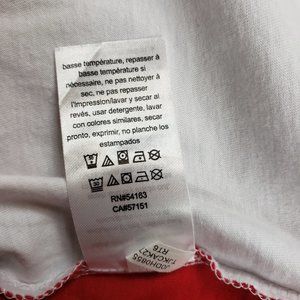 basse température, repasser à
basse température si
nécessaire, ne pas nettoyer à
sec, ne pas repasser
l'impression/lavar y secar al
revés, usar detergente, lavar
con colores similares, secar
pronto, exprimir, no planche los
estampados
RN#54163
CA#57151
RT6